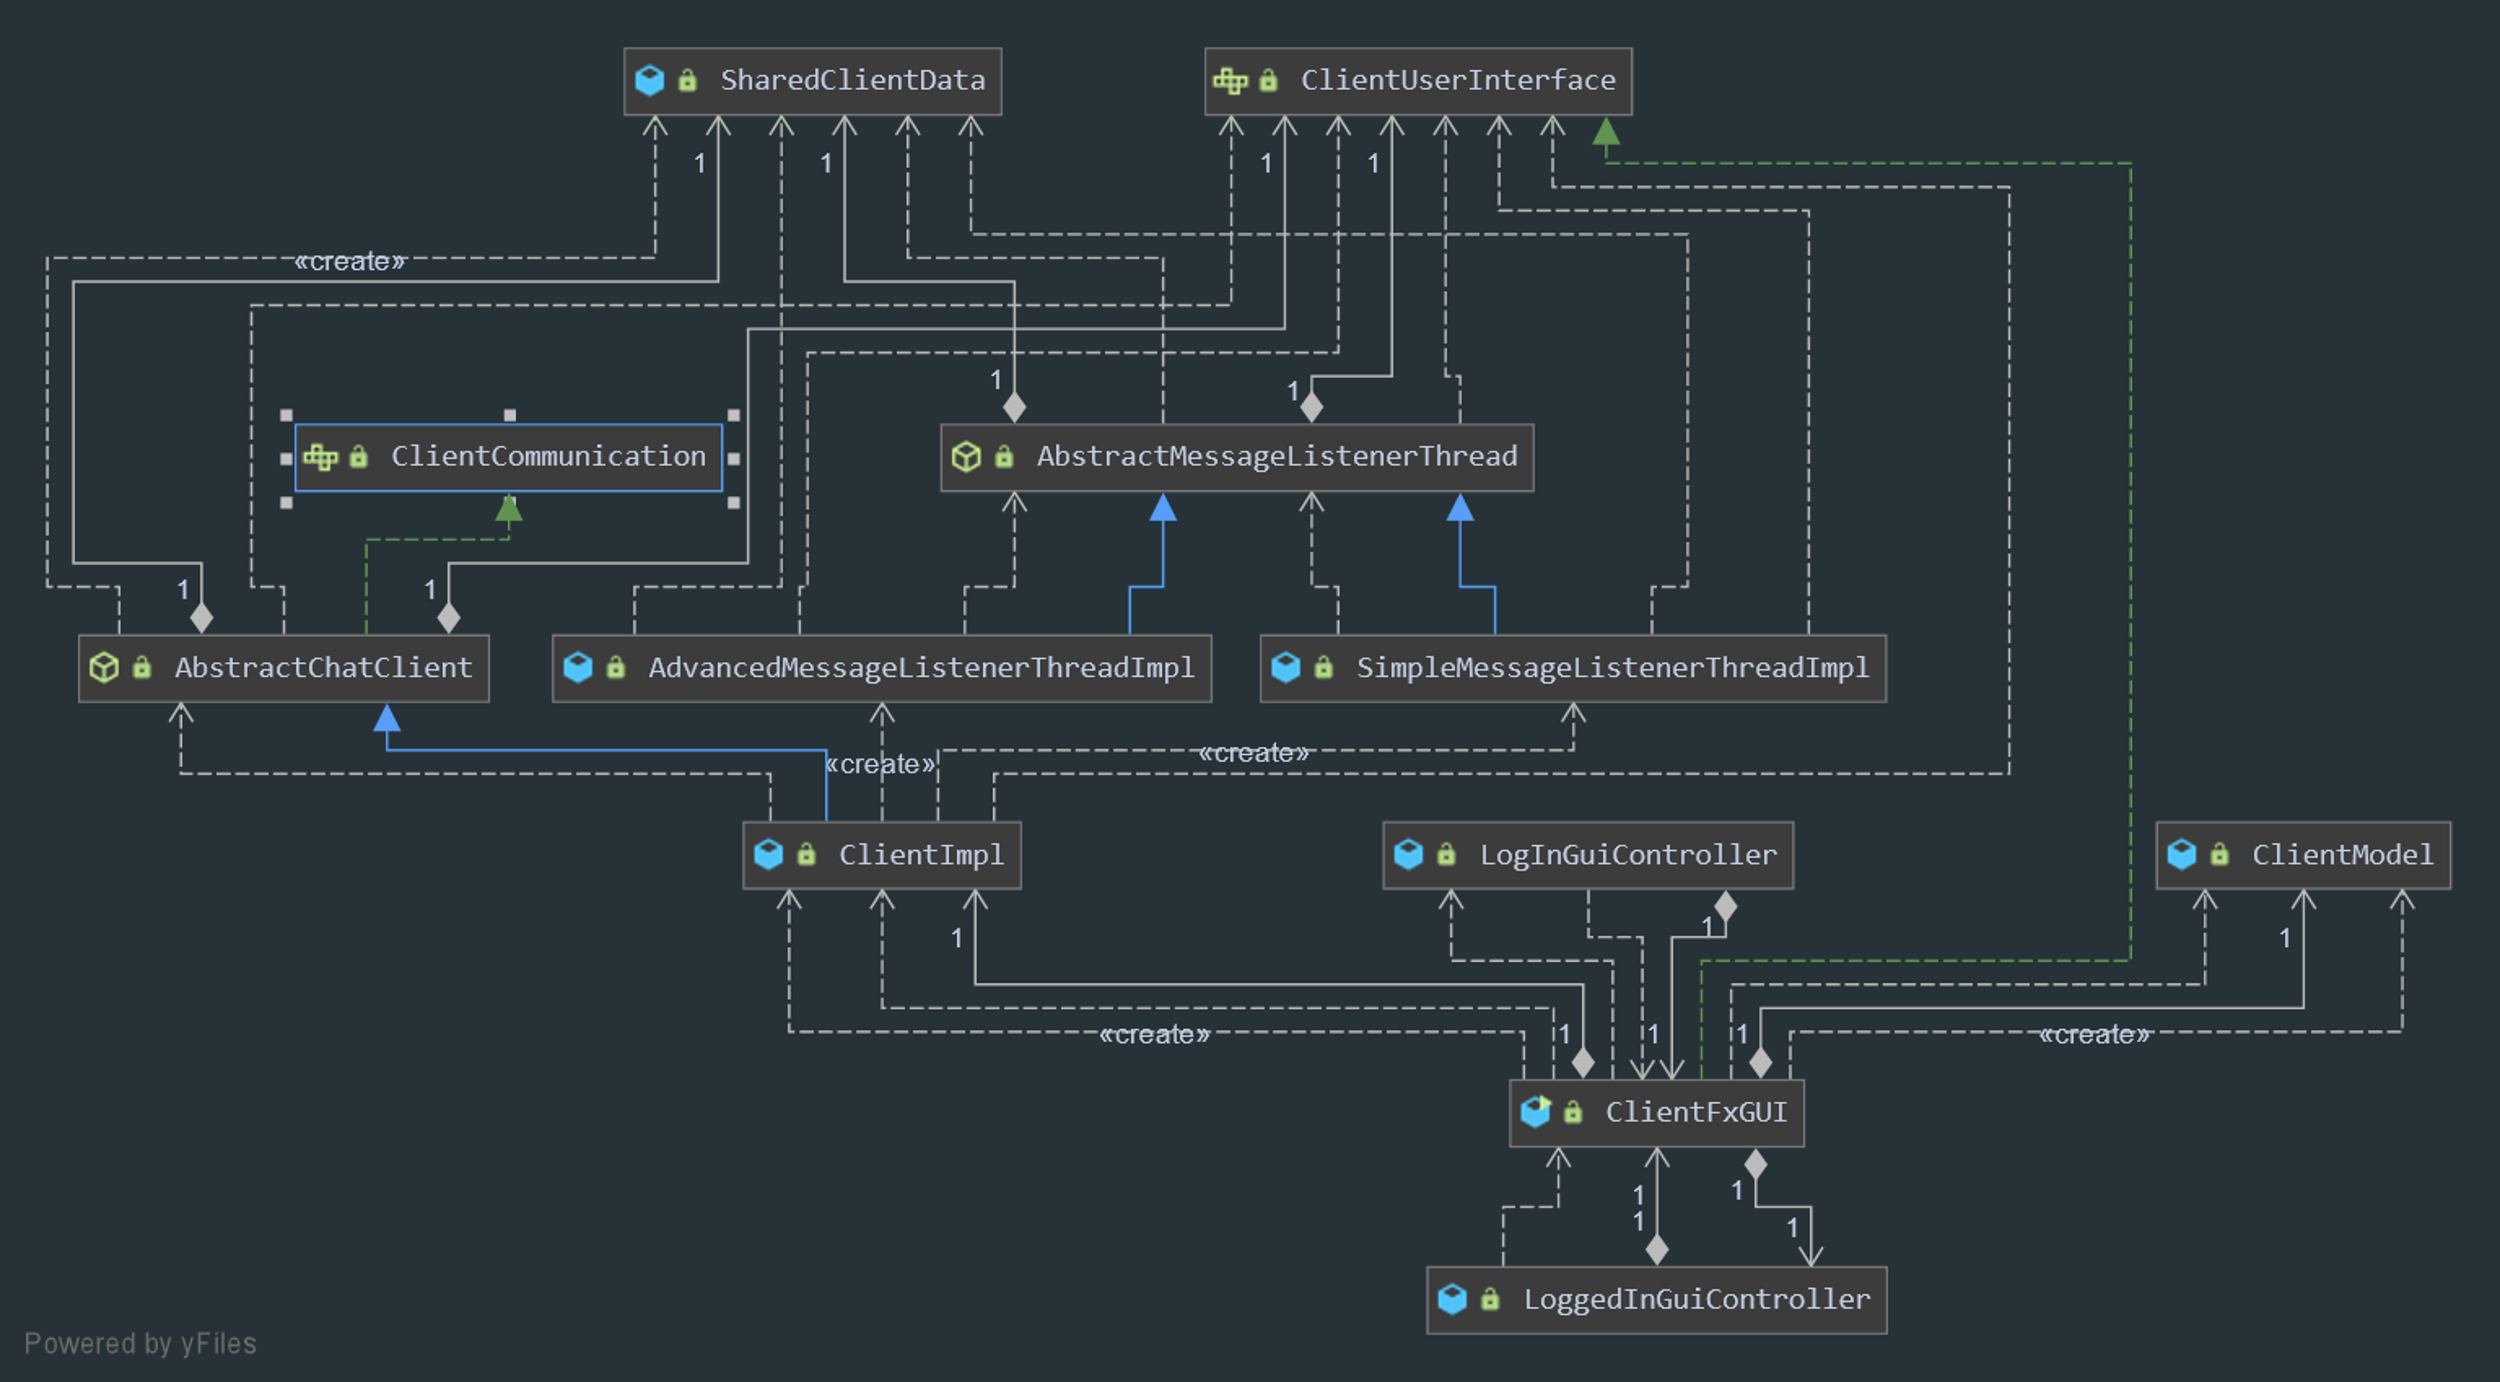 SharedClientData
ClientUserInterface
1
1
1
1
«create»
1
1
ClientCommunication
AbstractMessageListenerThread
1
1
AbstractChatClient
AdvancedMessageListenerThreadImpl
SimpleMessageListenerThreadImpl
«create»
«create»
ClientImpl
LogInGuiController
ClientModel
1
1
1
«create»
1
1
1
«create»
ClientFxGUI
1
1
1
1
LoggedInGuiController
Powered by yFiles